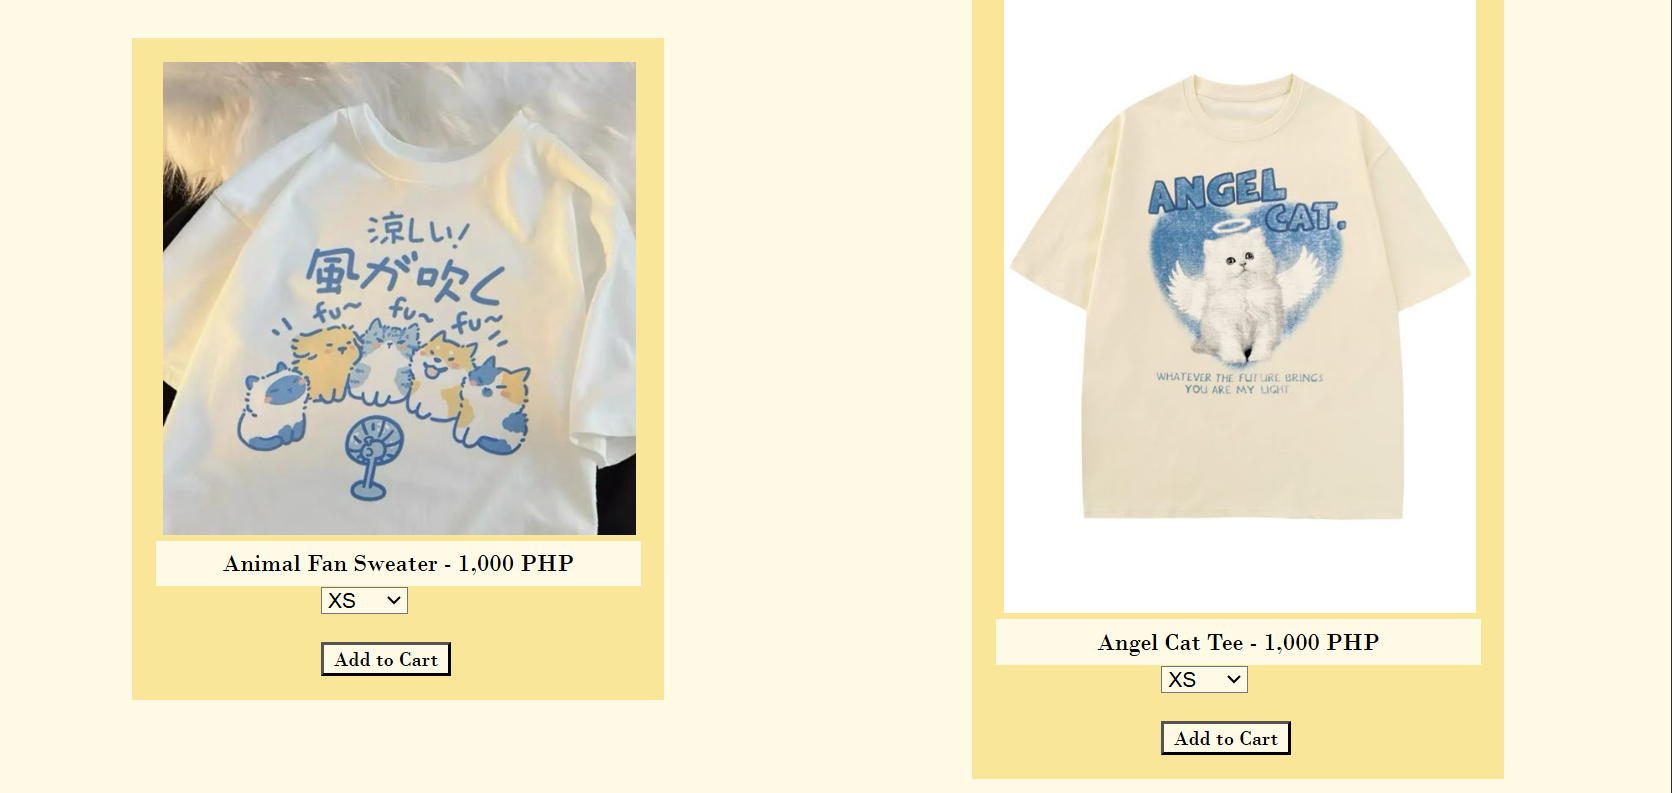 涼しい!
風が吹く
fu~ fu~ fu~
Animal Fan Sweater - 1,000 PHP
XS
Add to Cart
ANGEL
CAT.
WHATEVER THE FUTURE BRINGS
YOU ARE MY LIGHT
Angel Cat Tee - 1,000 PHP
XS
Add to Cart